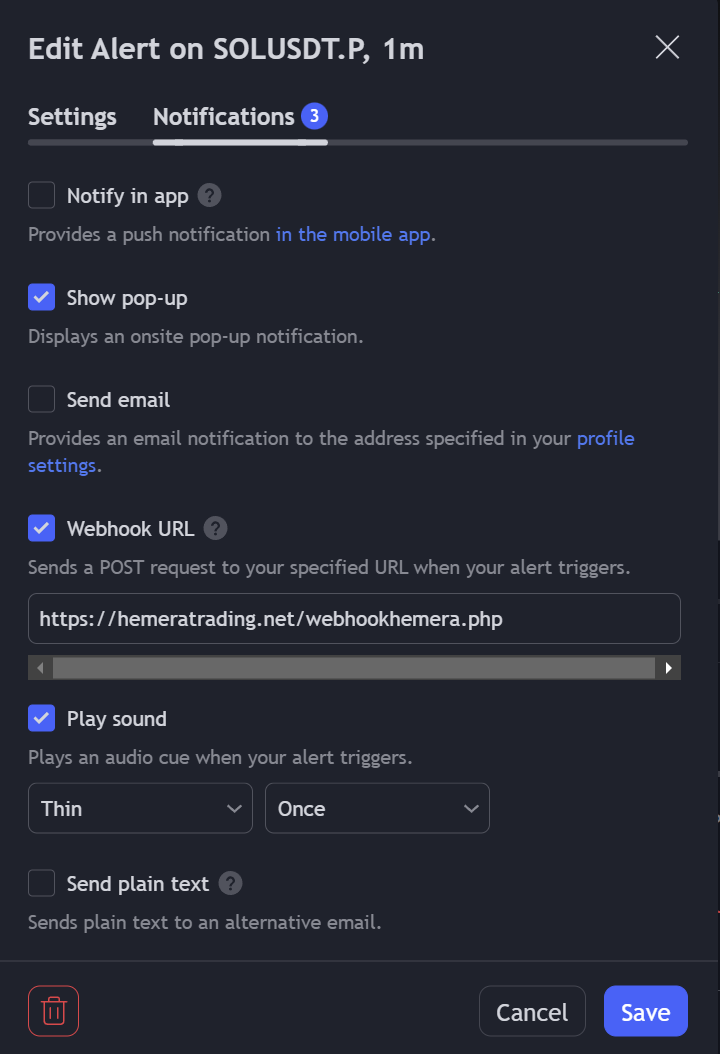 Edit Alert on SOLUSDT.P, 1m
Settings
Notifications 3
Notify in app ?
Provides a push notification in the mobile app.
Show pop-up
Displays an onsite pop-up notification.
Send email
Provides an email notification to the address specified in your profile
settings.
Webhook URL ?
Sends a POST request to your specified URL when your alert triggers.
https://hemeratrading.net/webhookhemera.php
Play sound
Plays an audio cue when your alert triggers.
Thin
Once
Send plain text ?
Sends plain text to an alternative email.
Cancel
Save